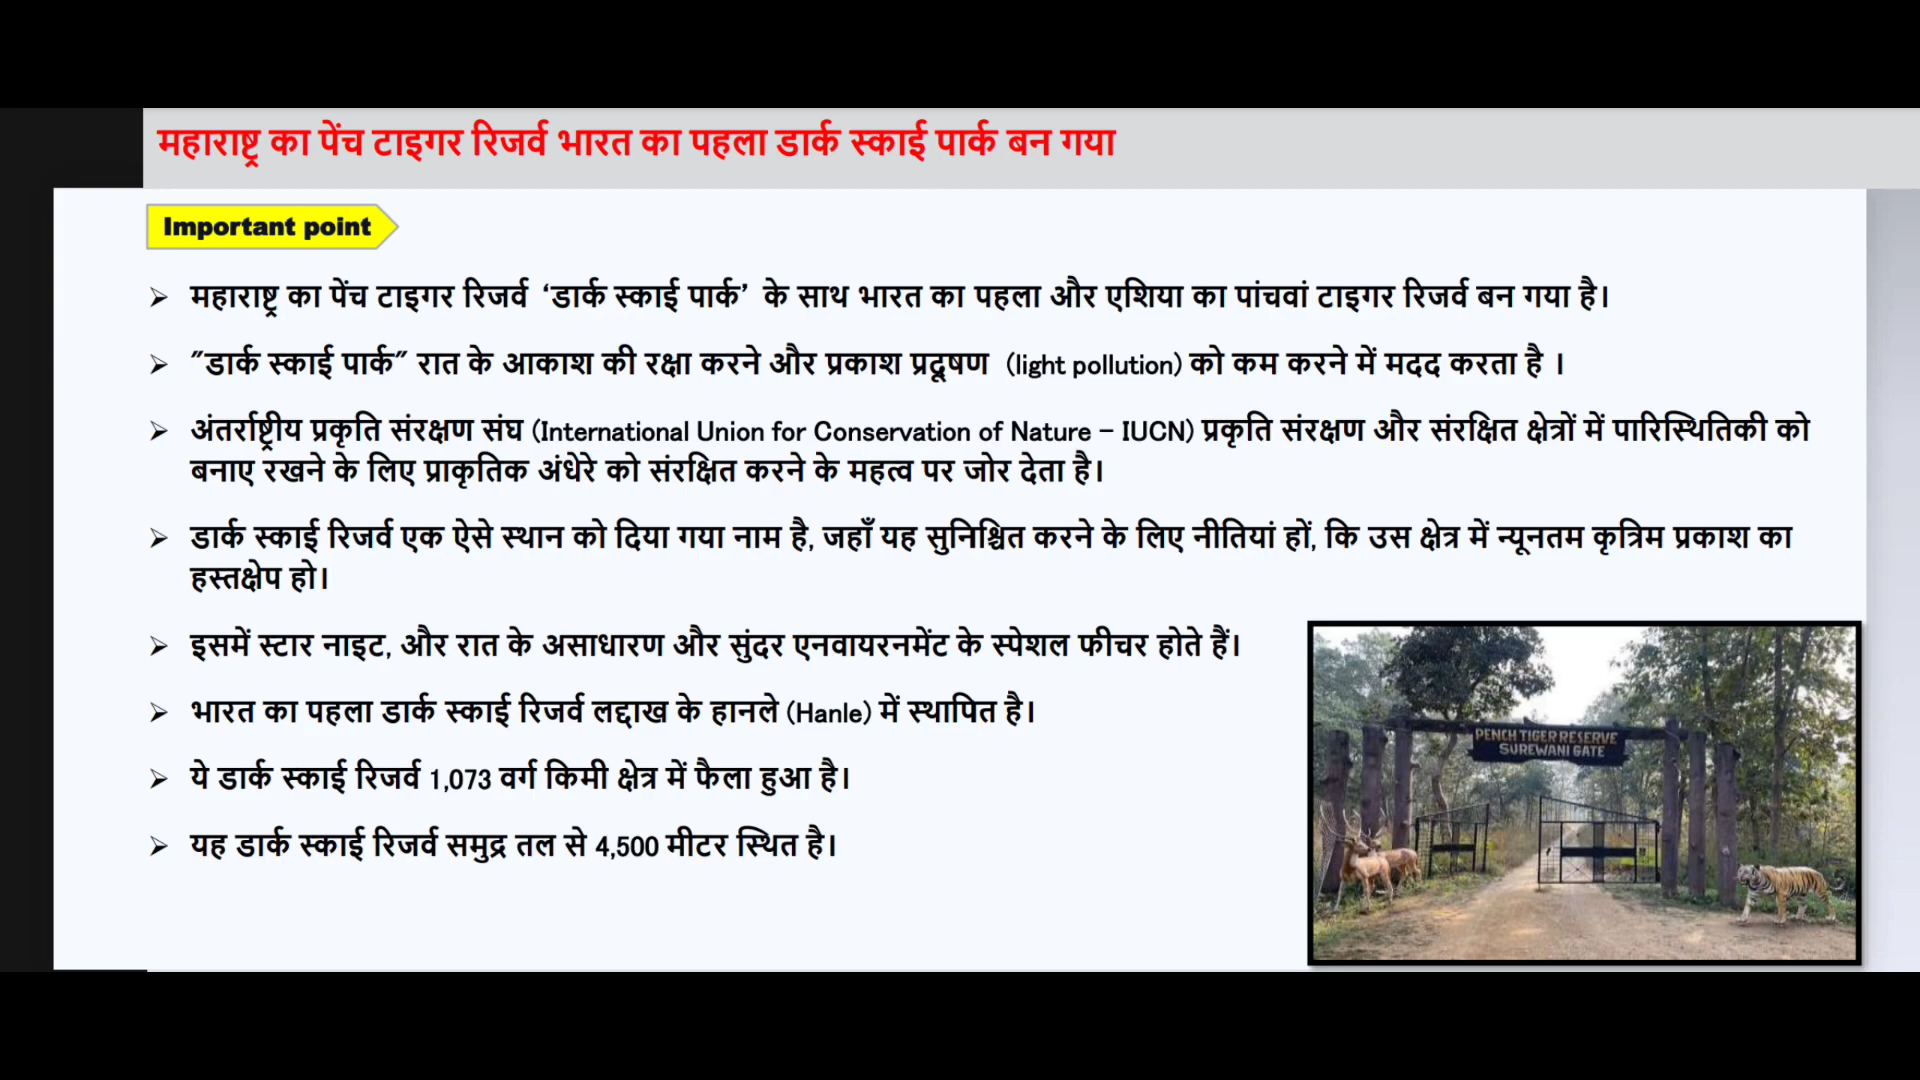 महाराष्ट्र का पेंच टाइगर रिजर्व भारत का पहला डार्क स्काई पार्क बन गया
Important point
➢ महाराष्ट्र का पेंच टाइगर रिजर्व ‘डार्क स्काई पार्क’ के साथ भारत का पहला और एशिया का पांचवां टाइगर रिजर्व बन गया है।
➢ "डार्क स्काई पार्क" रात के आकाश की रक्षा करने और प्रकाश प्रदूषण (light pollution) को कम करने में मदद करता है ।
➢ अंतर्राष्ट्रीय प्रकृति संरक्षण संघ (International Union for Conservation of Nature – IUCN) प्रकृति संरक्षण और संरक्षित क्षेत्रों में पारिस्थितिकी को
बनाए रखने के लिए प्राकृतिक अंधेरे को संरक्षित करने के महत्व पर जोर देता है।
➢ डार्क स्काई रिजर्व एक ऐसे स्थान को दिया गया नाम है, जहाँ यह सुनिश्चित करने के लिए नीतियां हों, कि उस क्षेत्र में न्यूनतम कृत्रिम प्रकाश का
हस्तक्षेप हो।
➢ इसमें स्टार नाइट, और रात के असाधारण और सुंदर एनवायरनमेंट के स्पेशल फीचर होते हैं।
➢ भारत का पहला डार्क स्काई रिजर्व लद्दाख के हानले (Hanle) में स्थापित है।
➢ ये डार्क स्काई रिजर्व 1,073 वर्ग किमी क्षेत्र में फैला हुआ है।
➢ यह डार्क स्काई रिजर्व समुद्र तल से 4,500 मीटर स्थित है।
PENCH TIGER RESERVE
SUREWANI GATE